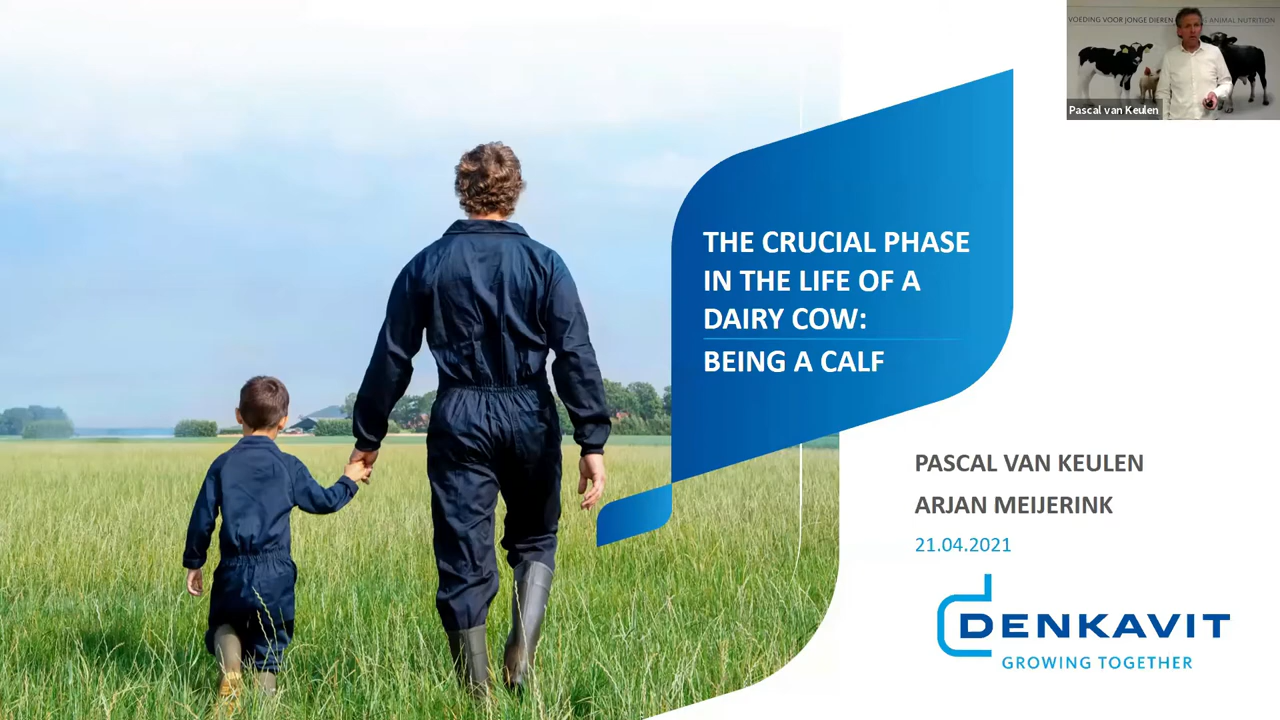 VOEDING VOOR JONGE DIEREN
ANIMAL NUTRITION
Pascal van Keulen
THE CRUCIAL PHASE
IN THE LIFE OF A
DAIRY COW:
BEING A CALF
PASCAL VAN KEULEN
ARJAN MEIJERINK
21.04.2021
DENKAVIT
GROWING TOGETHER